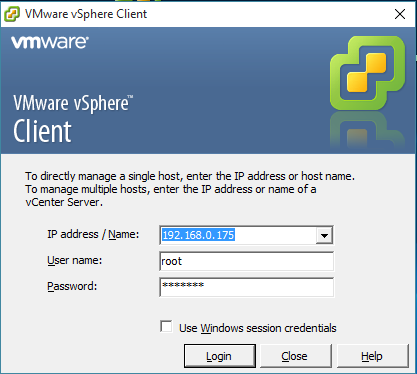 VMware vSphere Client
vmware
VMware vSphere™
Client
To directly manage a single host, enter the IP address or host name.
To manage multiple hosts, enter the IP address or name of a
vCenter Server.
IP address / Name: 192.168.0.175
User name: root
Password: *******
Use Windows session credentials
Login Close Help